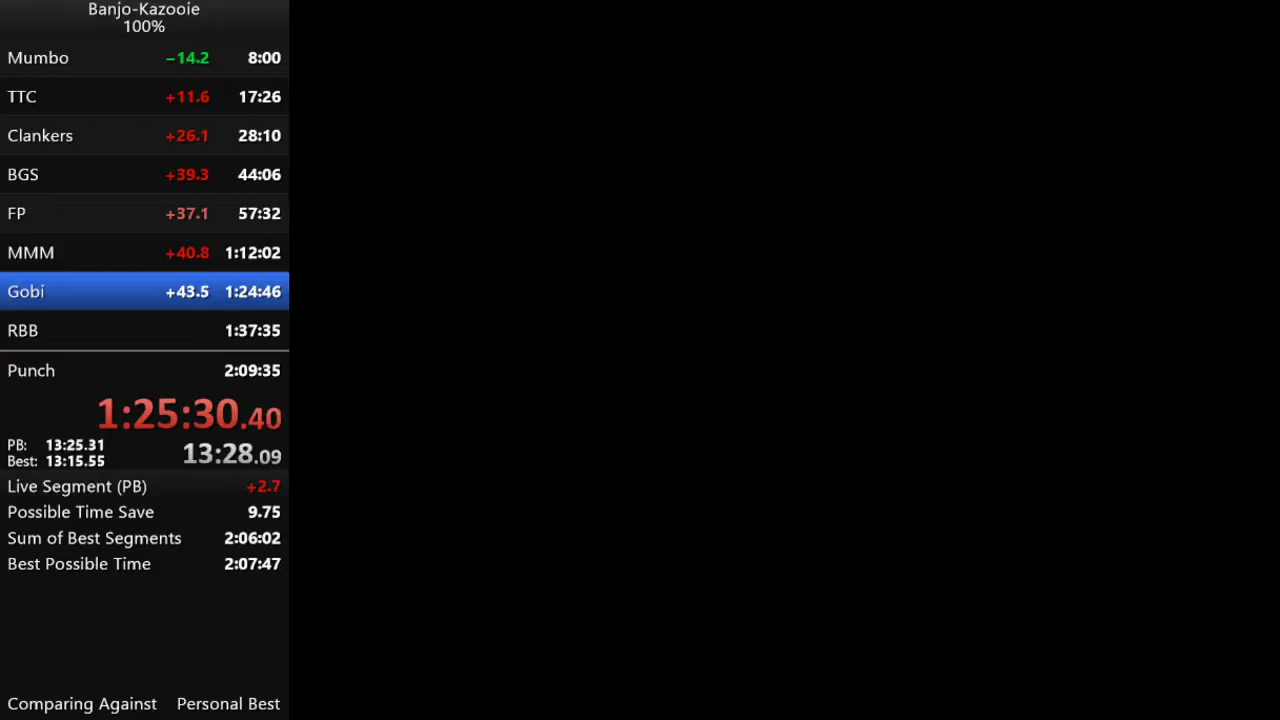 Banjo-Kazooie
100%
Mumbo −14.2 8:00
TTC +11.6 17:26
Clankers +26.1 28:10
BGS +39.3 44:06
FP +37.1 57:32
MMM +40.8 1:12:02
Gobi +43.5 1:24:46
RBB 1:37:35
Punch 2:09:35
1:25:30.40
PB: 13:25.31
Best: 13:15.55
13:28.09
Live Segment (PB) +2.7
Possible Time Save 9.75
Sum of Best Segments 2:06:02
Best Possible Time 2:07:47
Comparing Against Personal Best